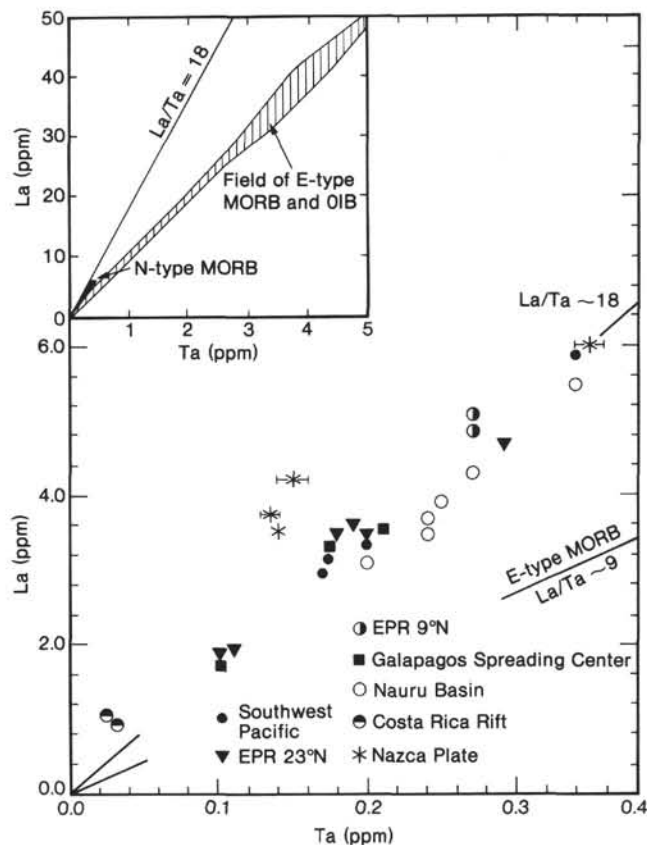 50
40
30
20
10
0
La (ppm)
La/Ta = 18
Field of E-type
MORB and OIB
N-type MORB
1
2
3
4
5
Ta (ppm)
La/Ta ~18
6.0
4.0
2.0
0.0
La (ppm)
E-type MORB
La/Ta ~9
EPR 9°N
Galapagos Spreading Center
Nauru Basin
Costa Rica Rift
Nazca Plate
Southwest
Pacific
EPR 23°N
0.0
0.1
0.2
0.3
0.4
Ta (ppm)